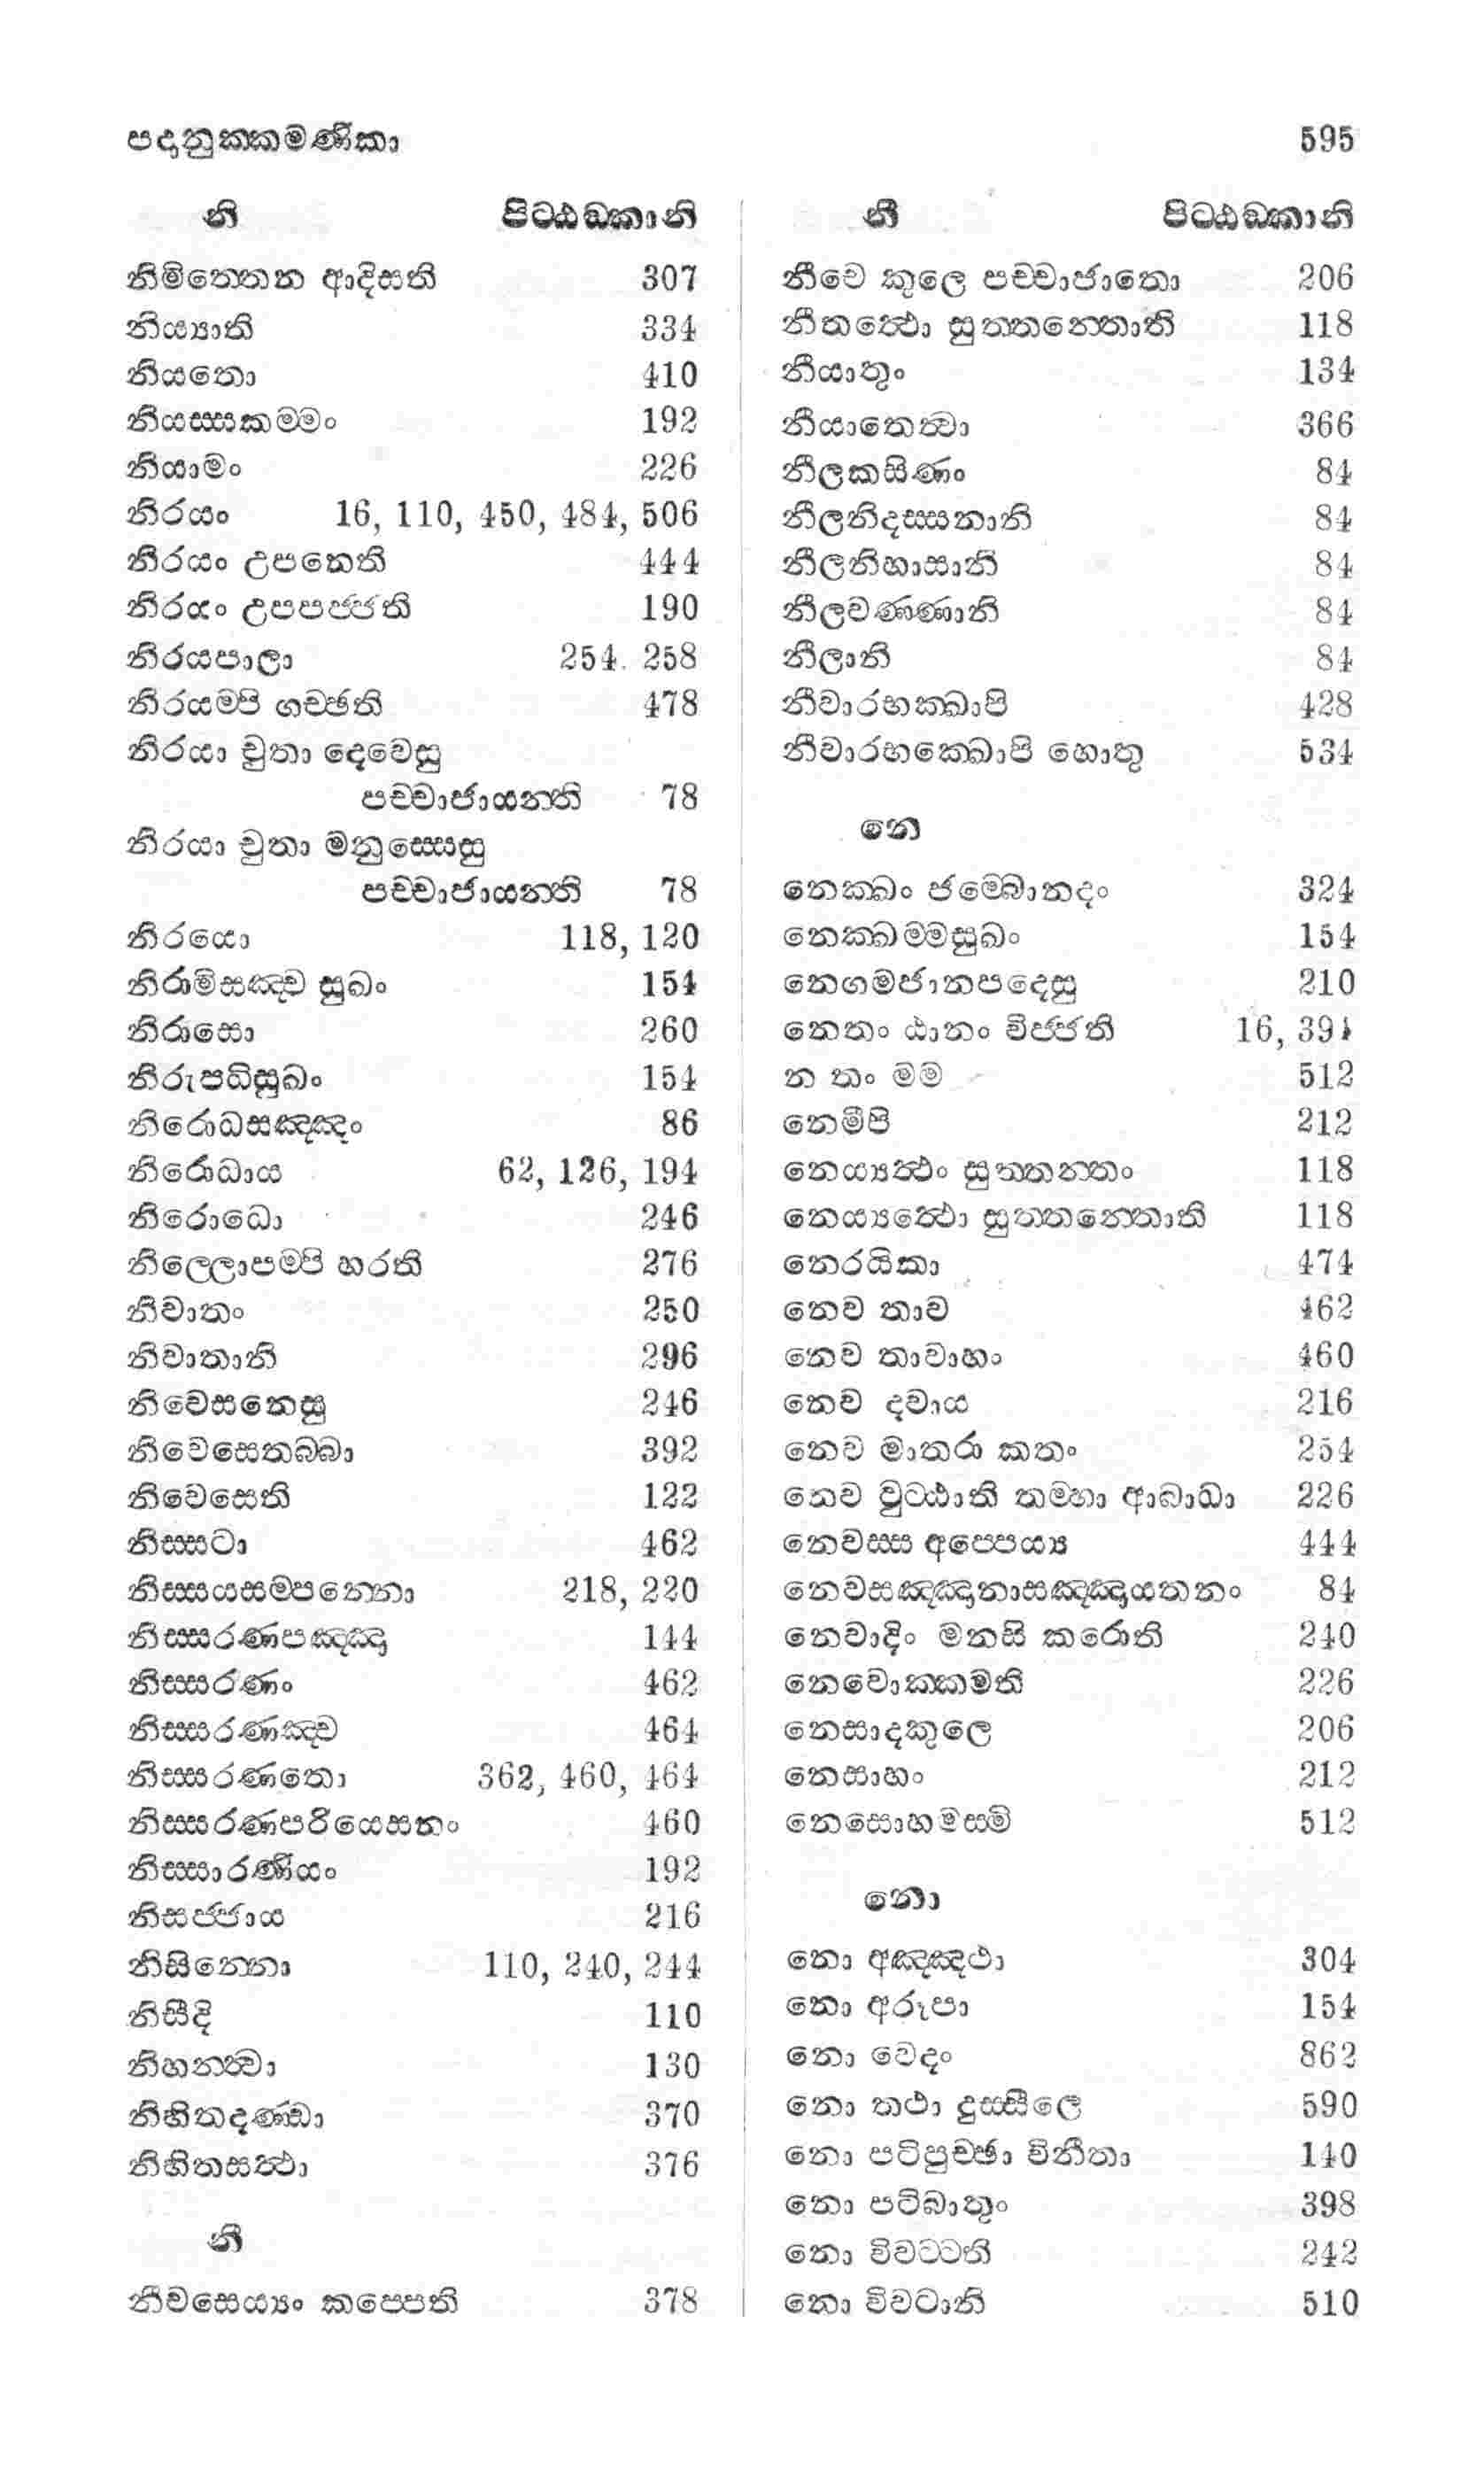 පදනුක්කමණිකා 595
නි පිට්ඨඞ්කානි
නිමිත්තෙන ආදිසති 307
නිය්‍යාති 334
නියතො 410
නියස්සකම්මං 192
නියාමං 226
නිරයං 16, 110, 450, 484, 506
නිරයං උපනෙති 444
නිරයං උපපජ්ජති 190
නිරයපාලා 254. 258
නිරයම්පි ගච්ඡති 478
නිරයා චුතා දෙවෙසු
පච්චාජායන්ති 78
නිරයා චුතා මනුස්සෙසු
පච්චාජායන්ති 78
නිරයො 118, 120
නිරාමිසඤ්ච සුඛං 154
නිරාසො 260
නිරුපධිසුඛං 154
නිරොධසඤ්ඤං 86
නිරොධාය 62, 126, 194
නිරොධො 246
නිල්ලොපම්පි හරති 276
නිවාතං 250
නිවාතානි 296
නිවෙසනෙසු 246
නිවෙසෙතබ්බා 392
නිවෙසෙති 122
නිස්සටා 462
නිස්සයසම්පන්නො 218, 220
නිස්සරණපඤ්ඤා 144
නිස්සරණං 462
නිස්සරණඤ්ච 464
නිස්සරණතො 362, 460, 464
නිස්සරණපරියෙසනං 460
නිස්සාරණීයං 192
නිසජ්ජාය 216
නිසින්නො 110, 240, 244
නිසීදි 110
නිහන්ත්වා 130
නිහිතදණ්ඩා 370
නිහිතසත්ථා 376
නී
නීචසෙය්‍යං කප්පෙති 378
නී පිට්ඨඞ්කානි
නීචෙ කුලෙ පච්චාජාතො 206
නීතත්ථො සුත්තන්තොති 118
නීයාතුං 134
නීයාතෙත්වා 366
නීලකසිණං 84
නීලනිදස්සනානි 84
නීලනිභාසානි 84
නීලවණ්ණානි 84
නීලානි 84
නීවාරභක්ඛාපි 428
නීවාරභක්ඛොපි හොතු 534
නෙ
නෙක්ඛං ජම්බොනදං 324
නෙක්ඛම්මසුඛං 154
නෙගමජානපදෙසු 210
නෙතං ඨානං විජ්ජති 16, 394
න තං මම 512
නෙමීපි 212
නෙය්‍යත්ථං සුත්තන්තං 118
නෙය්‍යත්ථො සුත්තන්තොති 118
නෙරයිකා 474
නෙව තාව 462
නෙව තාවාහං 460
නෙව දවාය 216
නෙව මාතරා කතං 254
නෙව වුට්ඨාති තම්හා ආබාධා 226
නෙවස්ස අප්පෙය්‍ය 444
නෙවසඤ්ඤානාසඤ්ඤායතනං 84
නෙවාදිං මනසි කරොති 240
නෙවොක්කමති 226
නෙසාදකුලෙ 206
නෙසාහං 212
නෙසොහමස්මි 512
නො
නො අඤ්ඤථා 304
නො අරූපා 154
නො වෙදං 862
නො තථා දුස්සීලෙ 590
නො පටිපුච්ඡා විනීතා 140
නො පටිබාතුං 398
නො විවට්ටති 242
නො විවටානි 510